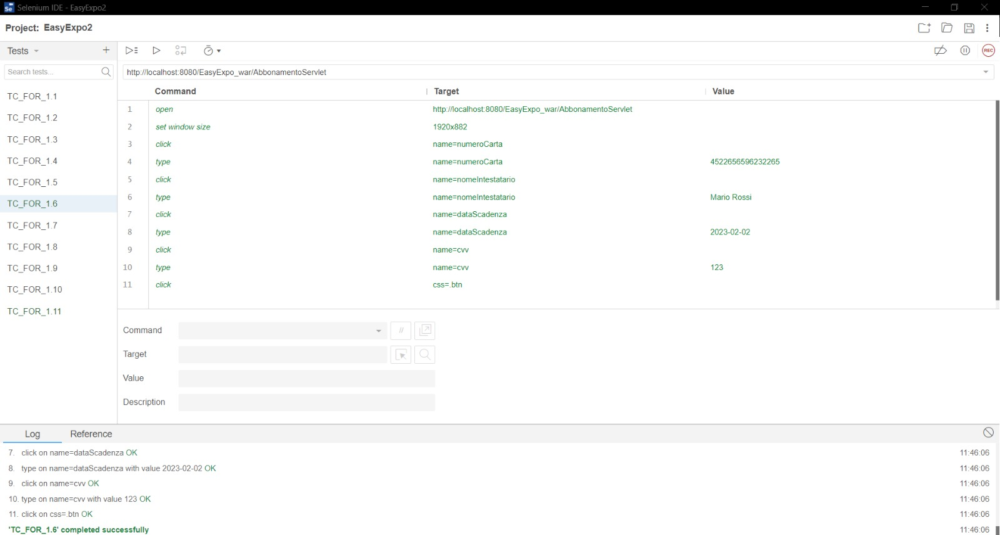 Selenium IDE - EasyExpo2
Project: EasyExpo2
Tests
REC
Search tests...
http://localhost:8080/EasyExpo_war/AbbonamentoServlet
TC_FOR_1.1
TC_FOR_1.2
TC_FOR_1.3
TC_FOR_1.4
TC_FOR_1.5
TC_FOR_1.6
TC_FOR_1.7
TC_FOR_1.8
TC_FOR_1.9
TC_FOR_1.10
TC_FOR_1.11
Command Target Value
1 open http://localhost:8080/EasyExpo_war/AbbonamentoServlet
2 set window size 1920x882
3 click name=numeroCarta
4 type name=numeroCarta 4522656596232265
5 click name=nomeIntestatario
6 type name=nomeIntestatario Mario Rossi
7 click name=dataScadenza
8 type name=dataScadenza 2023-02-02
9 click name=cvv
10 type name=cvv 123
11 click css=.btn
Command //
Target
Value
Description
Log Reference
7. click on name=dataScadenza OK 11:46:06
8. type on name=dataScadenza with value 2023-02-02 OK 11:46:06
9. click on name=cvv OK 11:46:06
10. type on name=cvv with value 123 OK 11:46:06
11. click on css=.btn OK 11:46:06
'TC_FOR_1.6' completed successfully 11:46:06